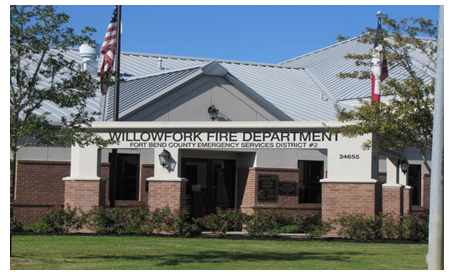 WILLOWFORK FIRE DEPARTMENT
FORT BEND COUNTY EMERGENCY SERVICES DISTRICT #2
24655